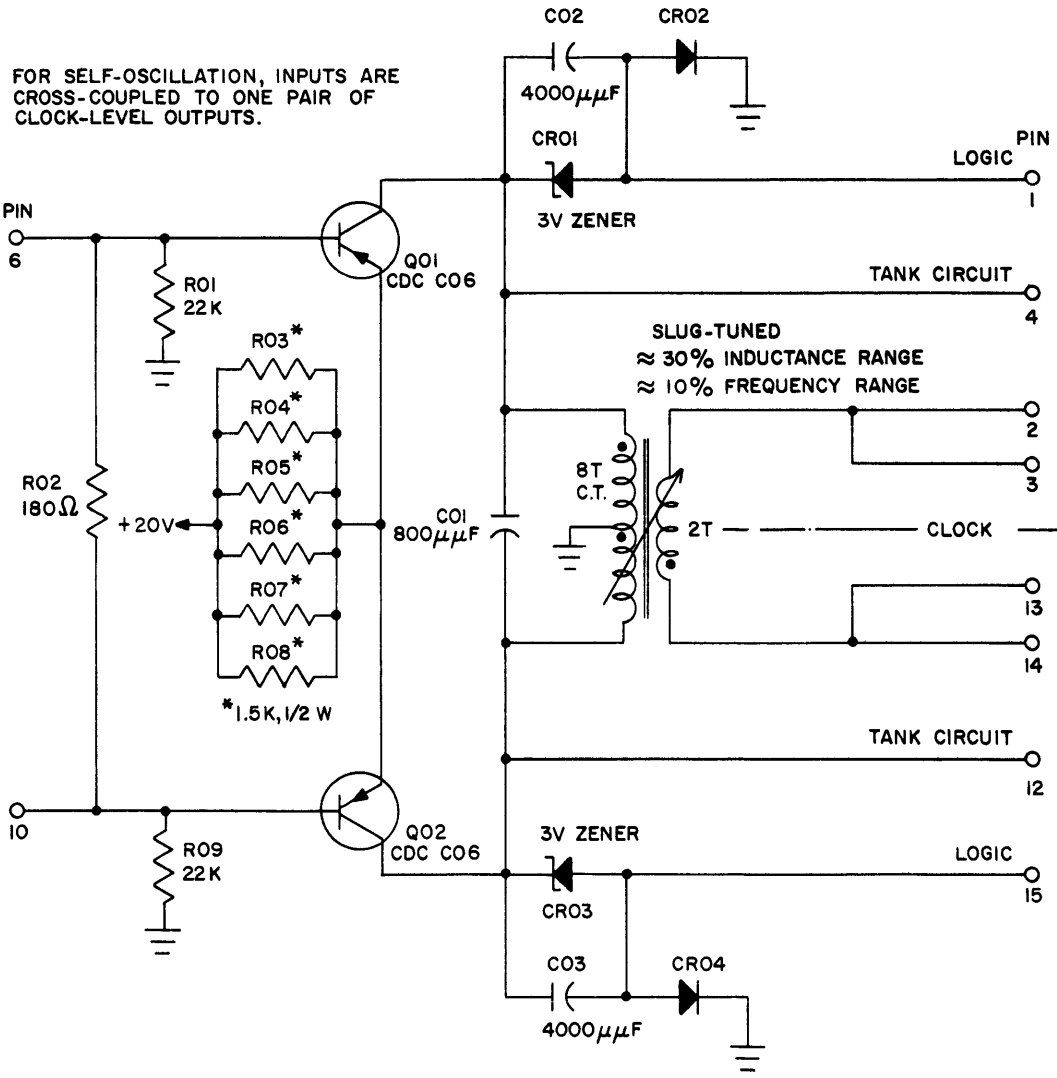 CO2
CRO2
FOR SELF-OSCILLATION, INPUTS ARE
CROSS-COUPLED TO ONE PAIR OF
CLOCK-LEVEL OUTPUTS.
4000µµF
CRO1
PIN
LOGIC
1
3V ZENER
PIN
6
QO1
CDC CO6
RO1
22K
TANK CIRCUIT
4
SLUG-TUNED
≈ 30% INDUCTANCE RANGE
≈ 10% FREQUENCY RANGE
RO3*
RO4*
RO5*
RO6*
RO7*
RO8*
*1.5K, 1/2 W
+20V
RO2
180Ω
CO1
800µµF
8T
C.T.
2T
2
3
CLOCK
13
14
TANK CIRCUIT
12
10
QO2
CDC CO6
RO9
22K
3V ZENER
LOGIC
15
CRO3
CO3
CRO4
4000µµF